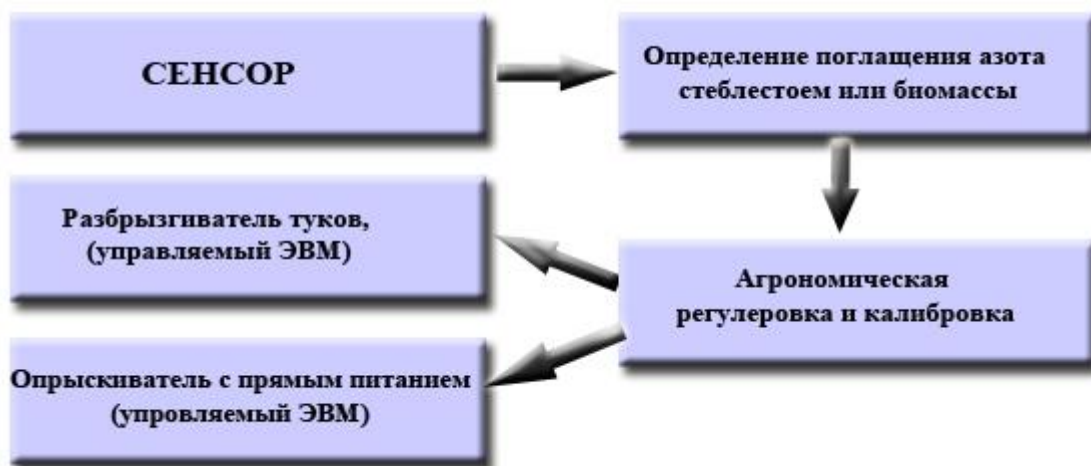 СЕНСОР
Определение поглащения азота
стеблестоем или биомассы
Разбрызгиватель туков,
(управляемый ЭВМ)
Агрономическая
регулеровка и калибровка
Опрыскиватель с прямым питанием
(упровляемый ЭВМ)